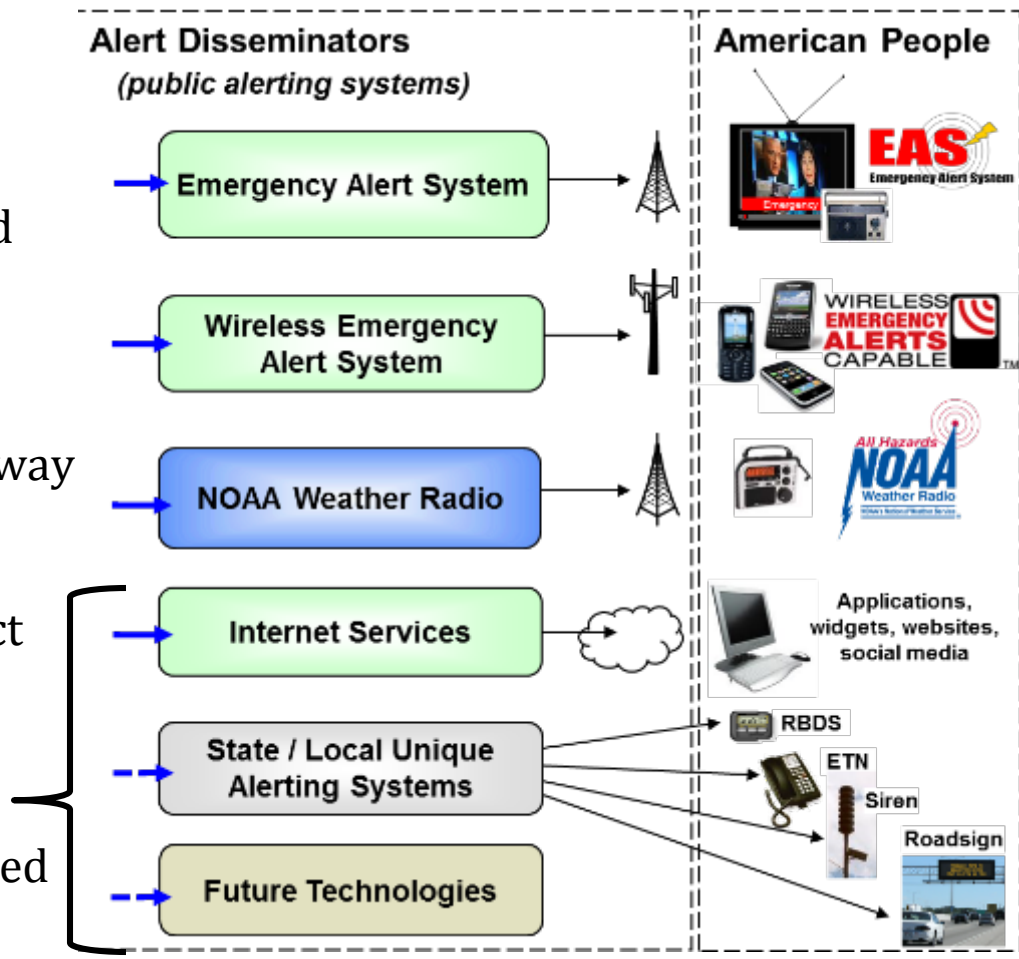 Alert Disseminators
(public alerting systems)
American People
Emergency Alert System
Emergency
EAS
Emergency Alert System
d
Wireless Emergency
Alert System
WIRELESS
EMERGENCY
ALERTS
CAPABLE
TM
way
NOAA Weather Radio
All Hazards
NOAA
Weather Radio
ct
Internet Services
Applications,
widgets, websites,
social media
State / Local Unique
Alerting Systems
RBDS
ETN
Siren
Roadsign
ed
Future Technologies